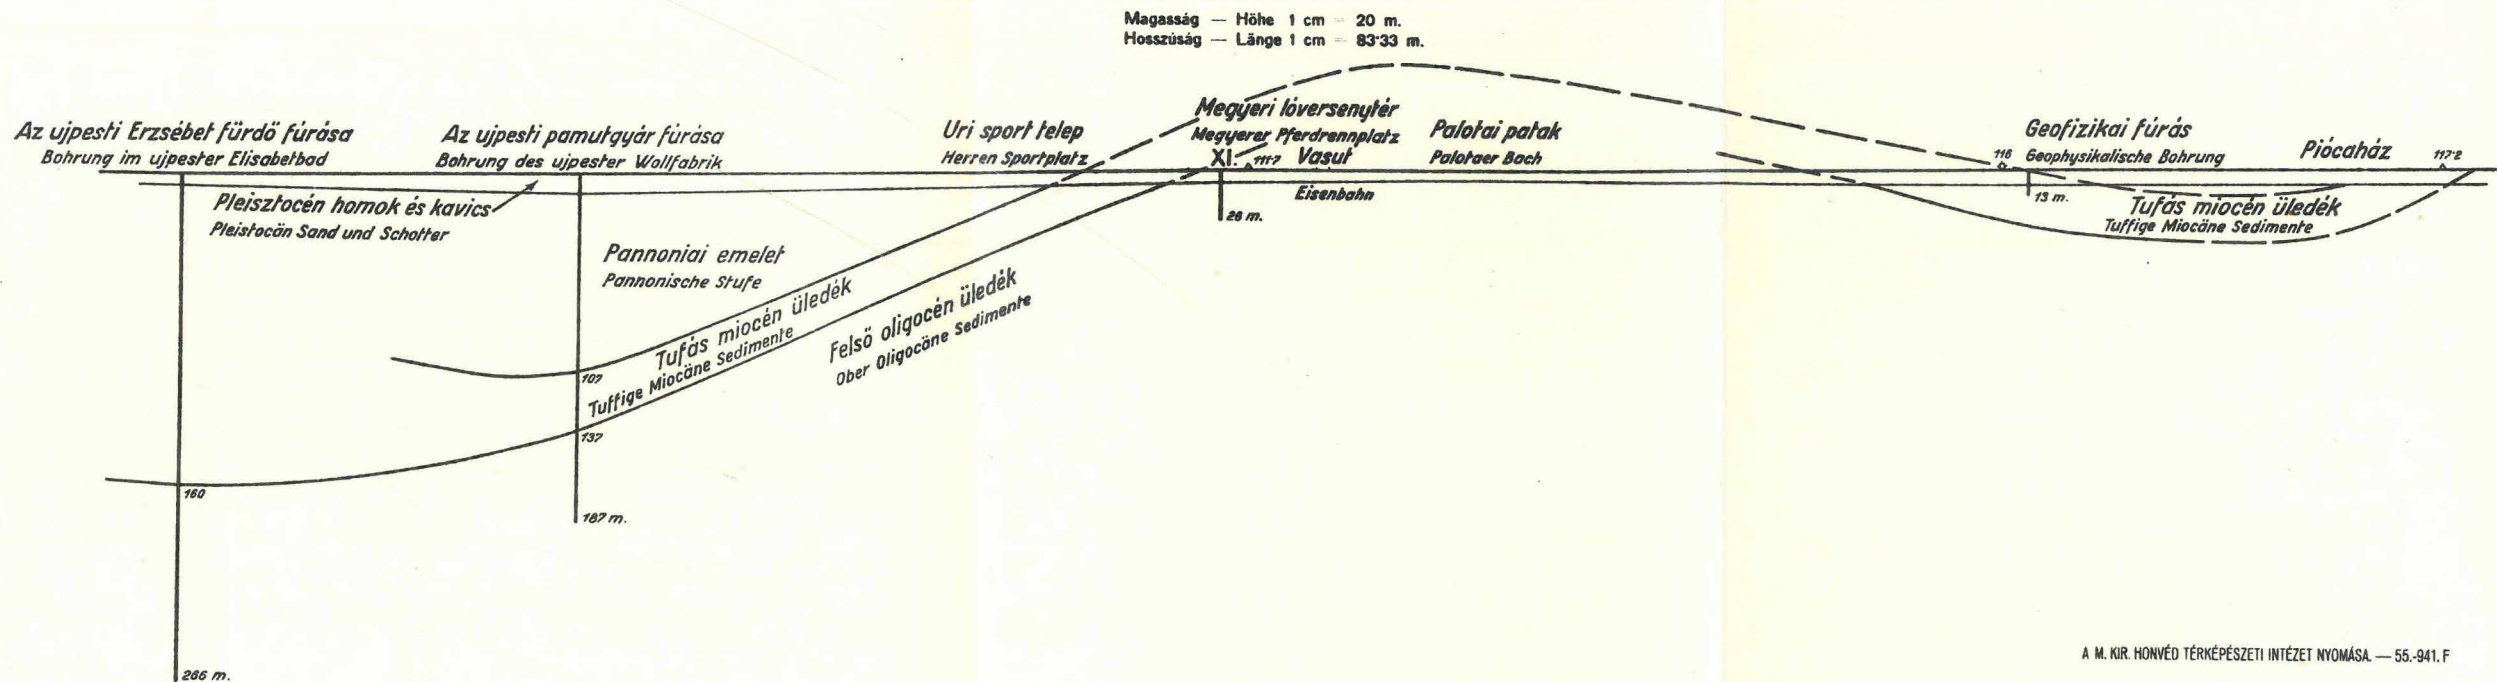 Magasság — Höhe 1 cm = 20 m.
Hosszúság — Länge 1 cm = 83·33 m.
Az ujpesti Erzsébet fürdő fúrása
Bohrung im ujpester Elisabetbad
Az ujpesti pamutgyár fúrása
Bohrung des ujpester Wollfabrik
Uri sport telep
Herren Sportplatz
Megyeri lóversenytér
Megyerer Pferdrennplatz
XI.
111·7
Vasut
Eisenbahn
Palotai patak
Palotaer Bach
116
Geofizikai fúrás
Geophysikalische Bohrung
Piócaház
117·2
Pleisztocén homok és kavics
Pleistocän Sand und Schotter
26 m.
13 m.
Tufás miocén üledék
Tuffige Miocäne Sedimente
Pannoniai emelet
Pannonische Stufe
Tufás miocén üledék
Tuffige Miocäne Sedimente
Felső oligocén üledék
Ober Oligocäne Sedimente
107
137
160
187 m.
266 m.
A M. KIR. HONVÉD TÉRKÉPÉSZETI INTÉZET NYOMÁSA. — 55.-941. F